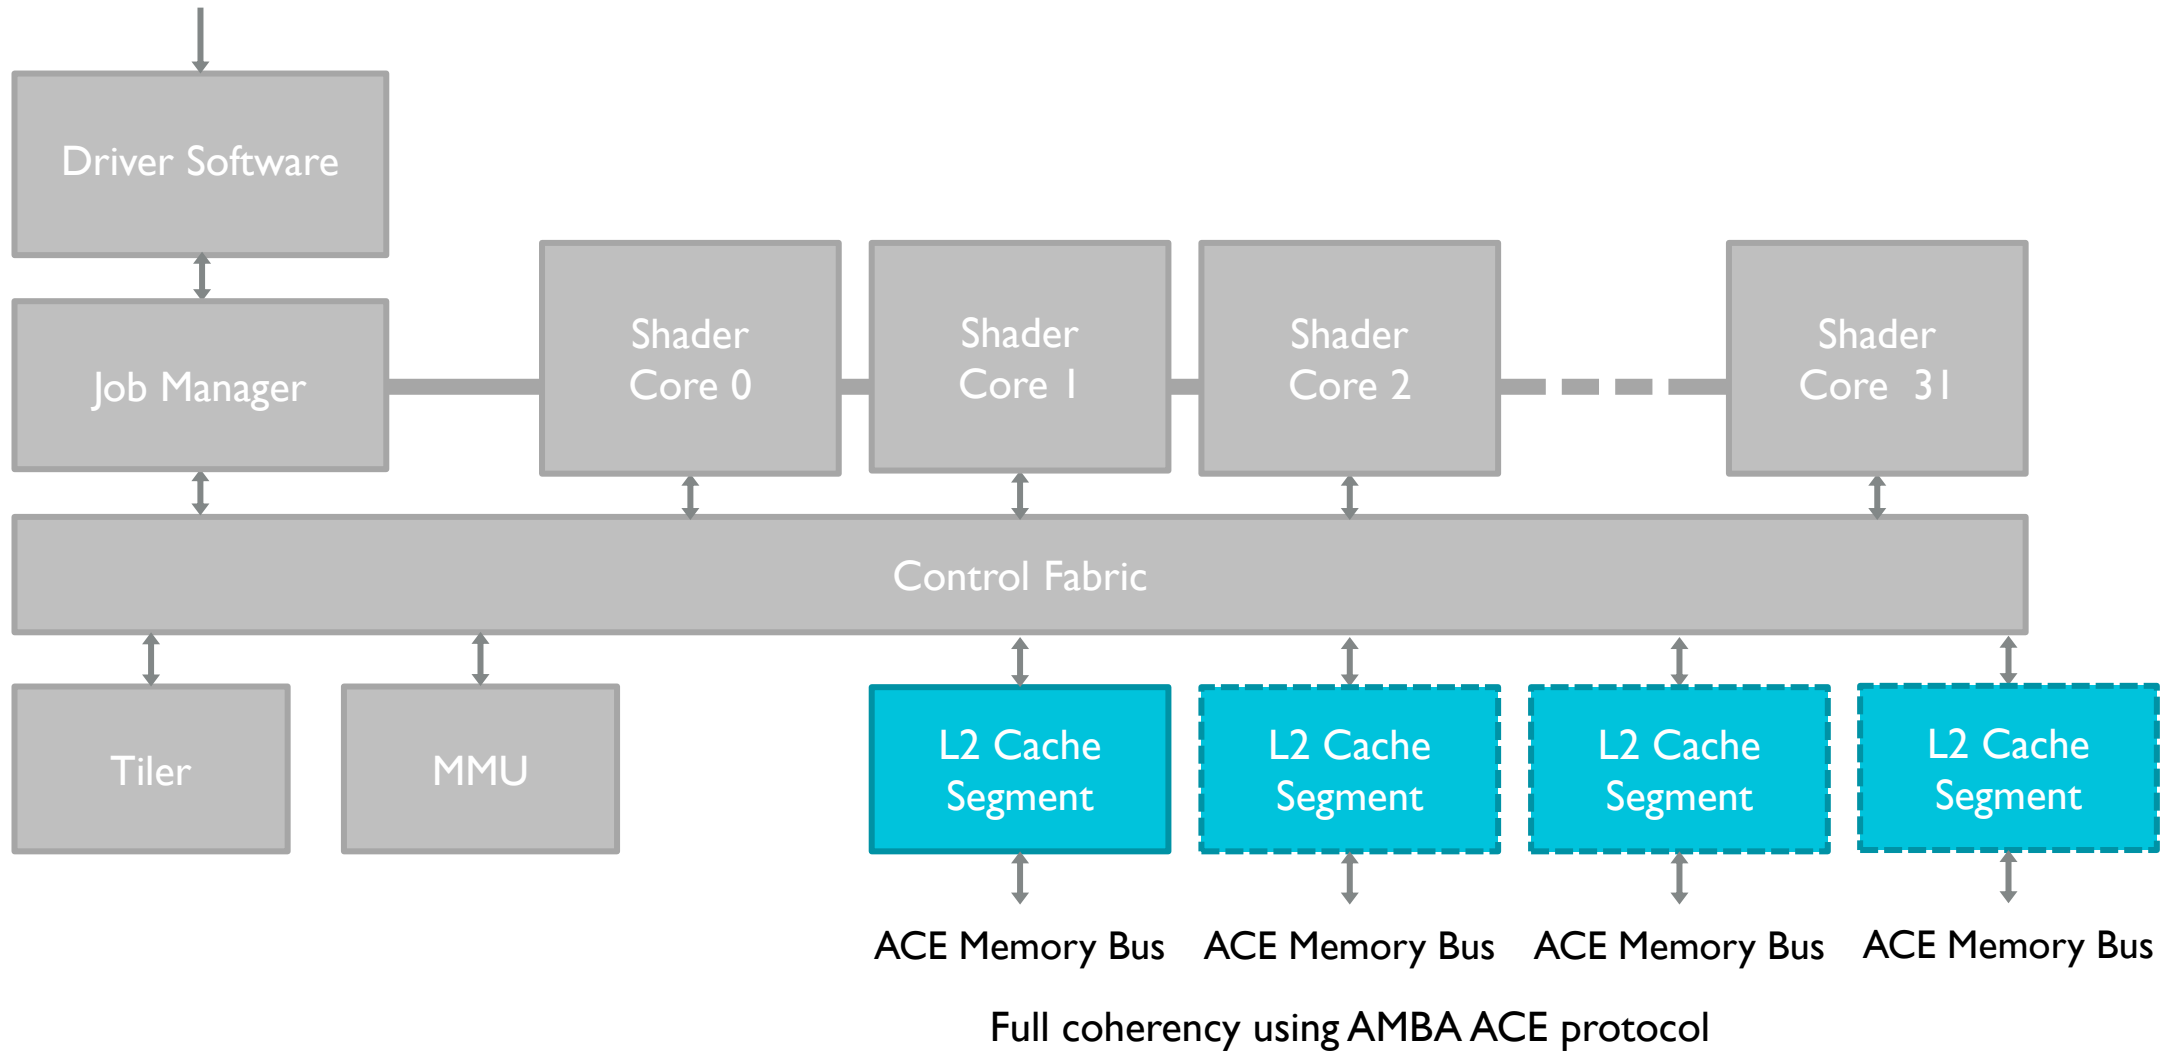 Driver Software
Job Manager
Shader
Core 0
Shader
Core 1
Shader
Core 2
Shader
Core 31
Control Fabric
Tiler
MMU
L2 Cache
Segment
L2 Cache
Segment
L2 Cache
Segment
L2 Cache
Segment
ACE Memory Bus
ACE Memory Bus
ACE Memory Bus
ACE Memory Bus
Full coherency using AMBA ACE protocol